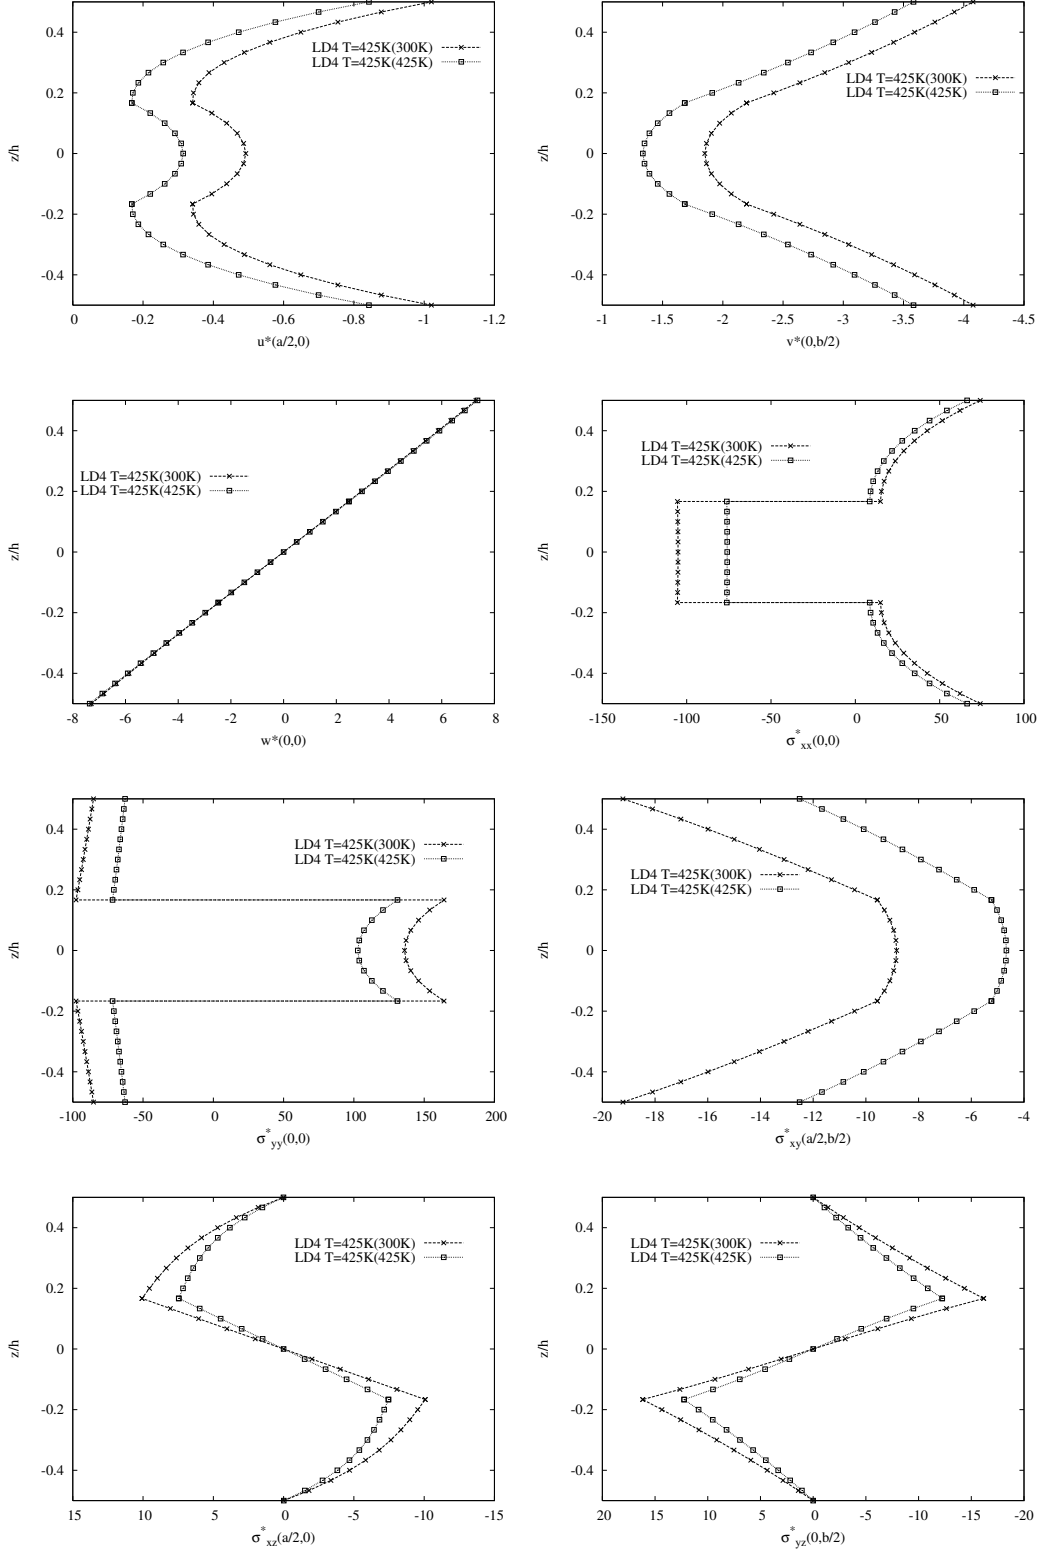 0.4
0.2
0
-0.2
-0.4
0 -0.2 -0.4 -0.6 -0.8 -1 -1.2
z/h
u*(a/2,0)
LD4 T=425K(300K)
LD4 T=425K(425K)
0.4
0.2
0
-0.2
-0.4
-1 -1.5 -2 -2.5 -3 -3.5 -4 -4.5
z/h
v*(0,b/2)
LD4 T=425K(300K)
LD4 T=425K(425K)
0.4
0.2
0
-0.2
-0.4
-8 -6 -4 -2 0 2 4 6 8
z/h
w*(0,0)
LD4 T=425K(300K)
LD4 T=425K(425K)
0.4
0.2
0
-0.2
-0.4
-150 -100 -50 0 50 100
z/h
σ*xx(0,0)
LD4 T=425K(300K)
LD4 T=425K(425K)
0.4
0.2
0
-0.2
-0.4
-100 -50 0 50 100 150 200
z/h
σ*yy(0,0)
LD4 T=425K(300K)
LD4 T=425K(425K)
0.4
0.2
0
-0.2
-0.4
-20 -18 -16 -14 -12 -10 -8 -6 -4
z/h
σ*xy(a/2,b/2)
LD4 T=425K(300K)
LD4 T=425K(425K)
0.4
0.2
0
-0.2
-0.4
15 10 5 0 -5 -10 -15
z/h
σ*xz(a/2,0)
LD4 T=425K(300K)
LD4 T=425K(425K)
0.4
0.2
0
-0.2
-0.4
20 15 10 5 0 -5 -10 -15 -20
z/h
σ*yz(0,b/2)
LD4 T=425K(300K)
LD4 T=425K(425K)